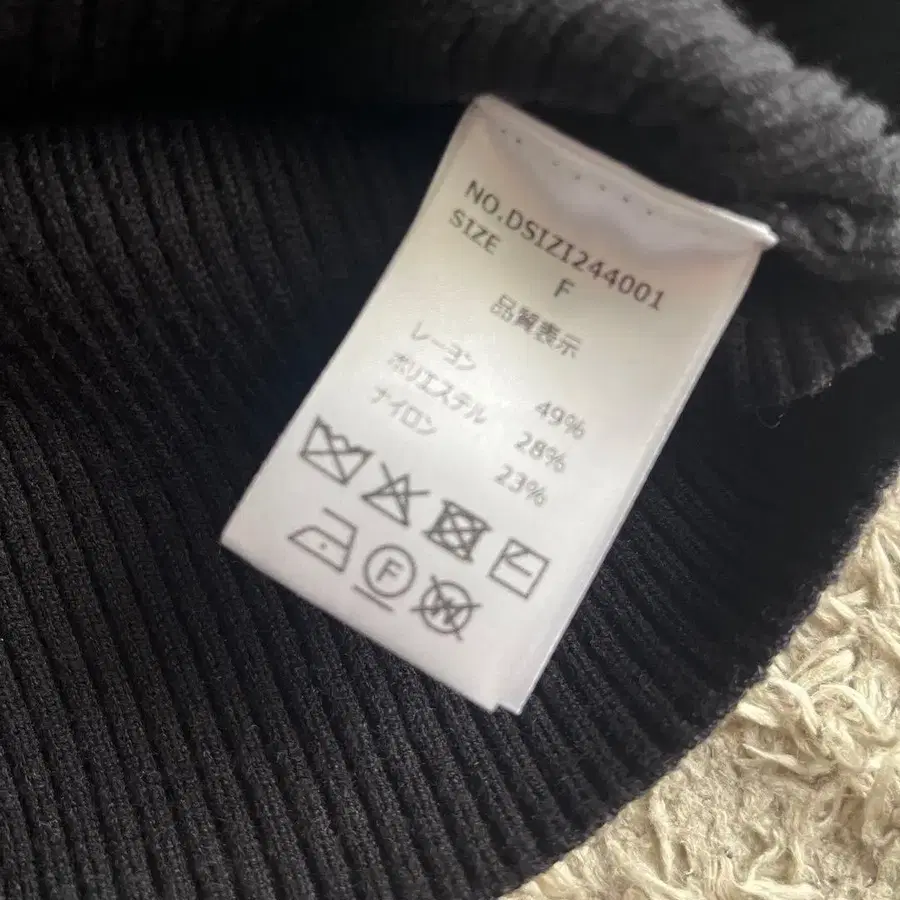 NO.DSIZI244001
SIZE F
品質表示
レーヨン 49%
ポリエステル 28%
ナイロン 23%
F
W